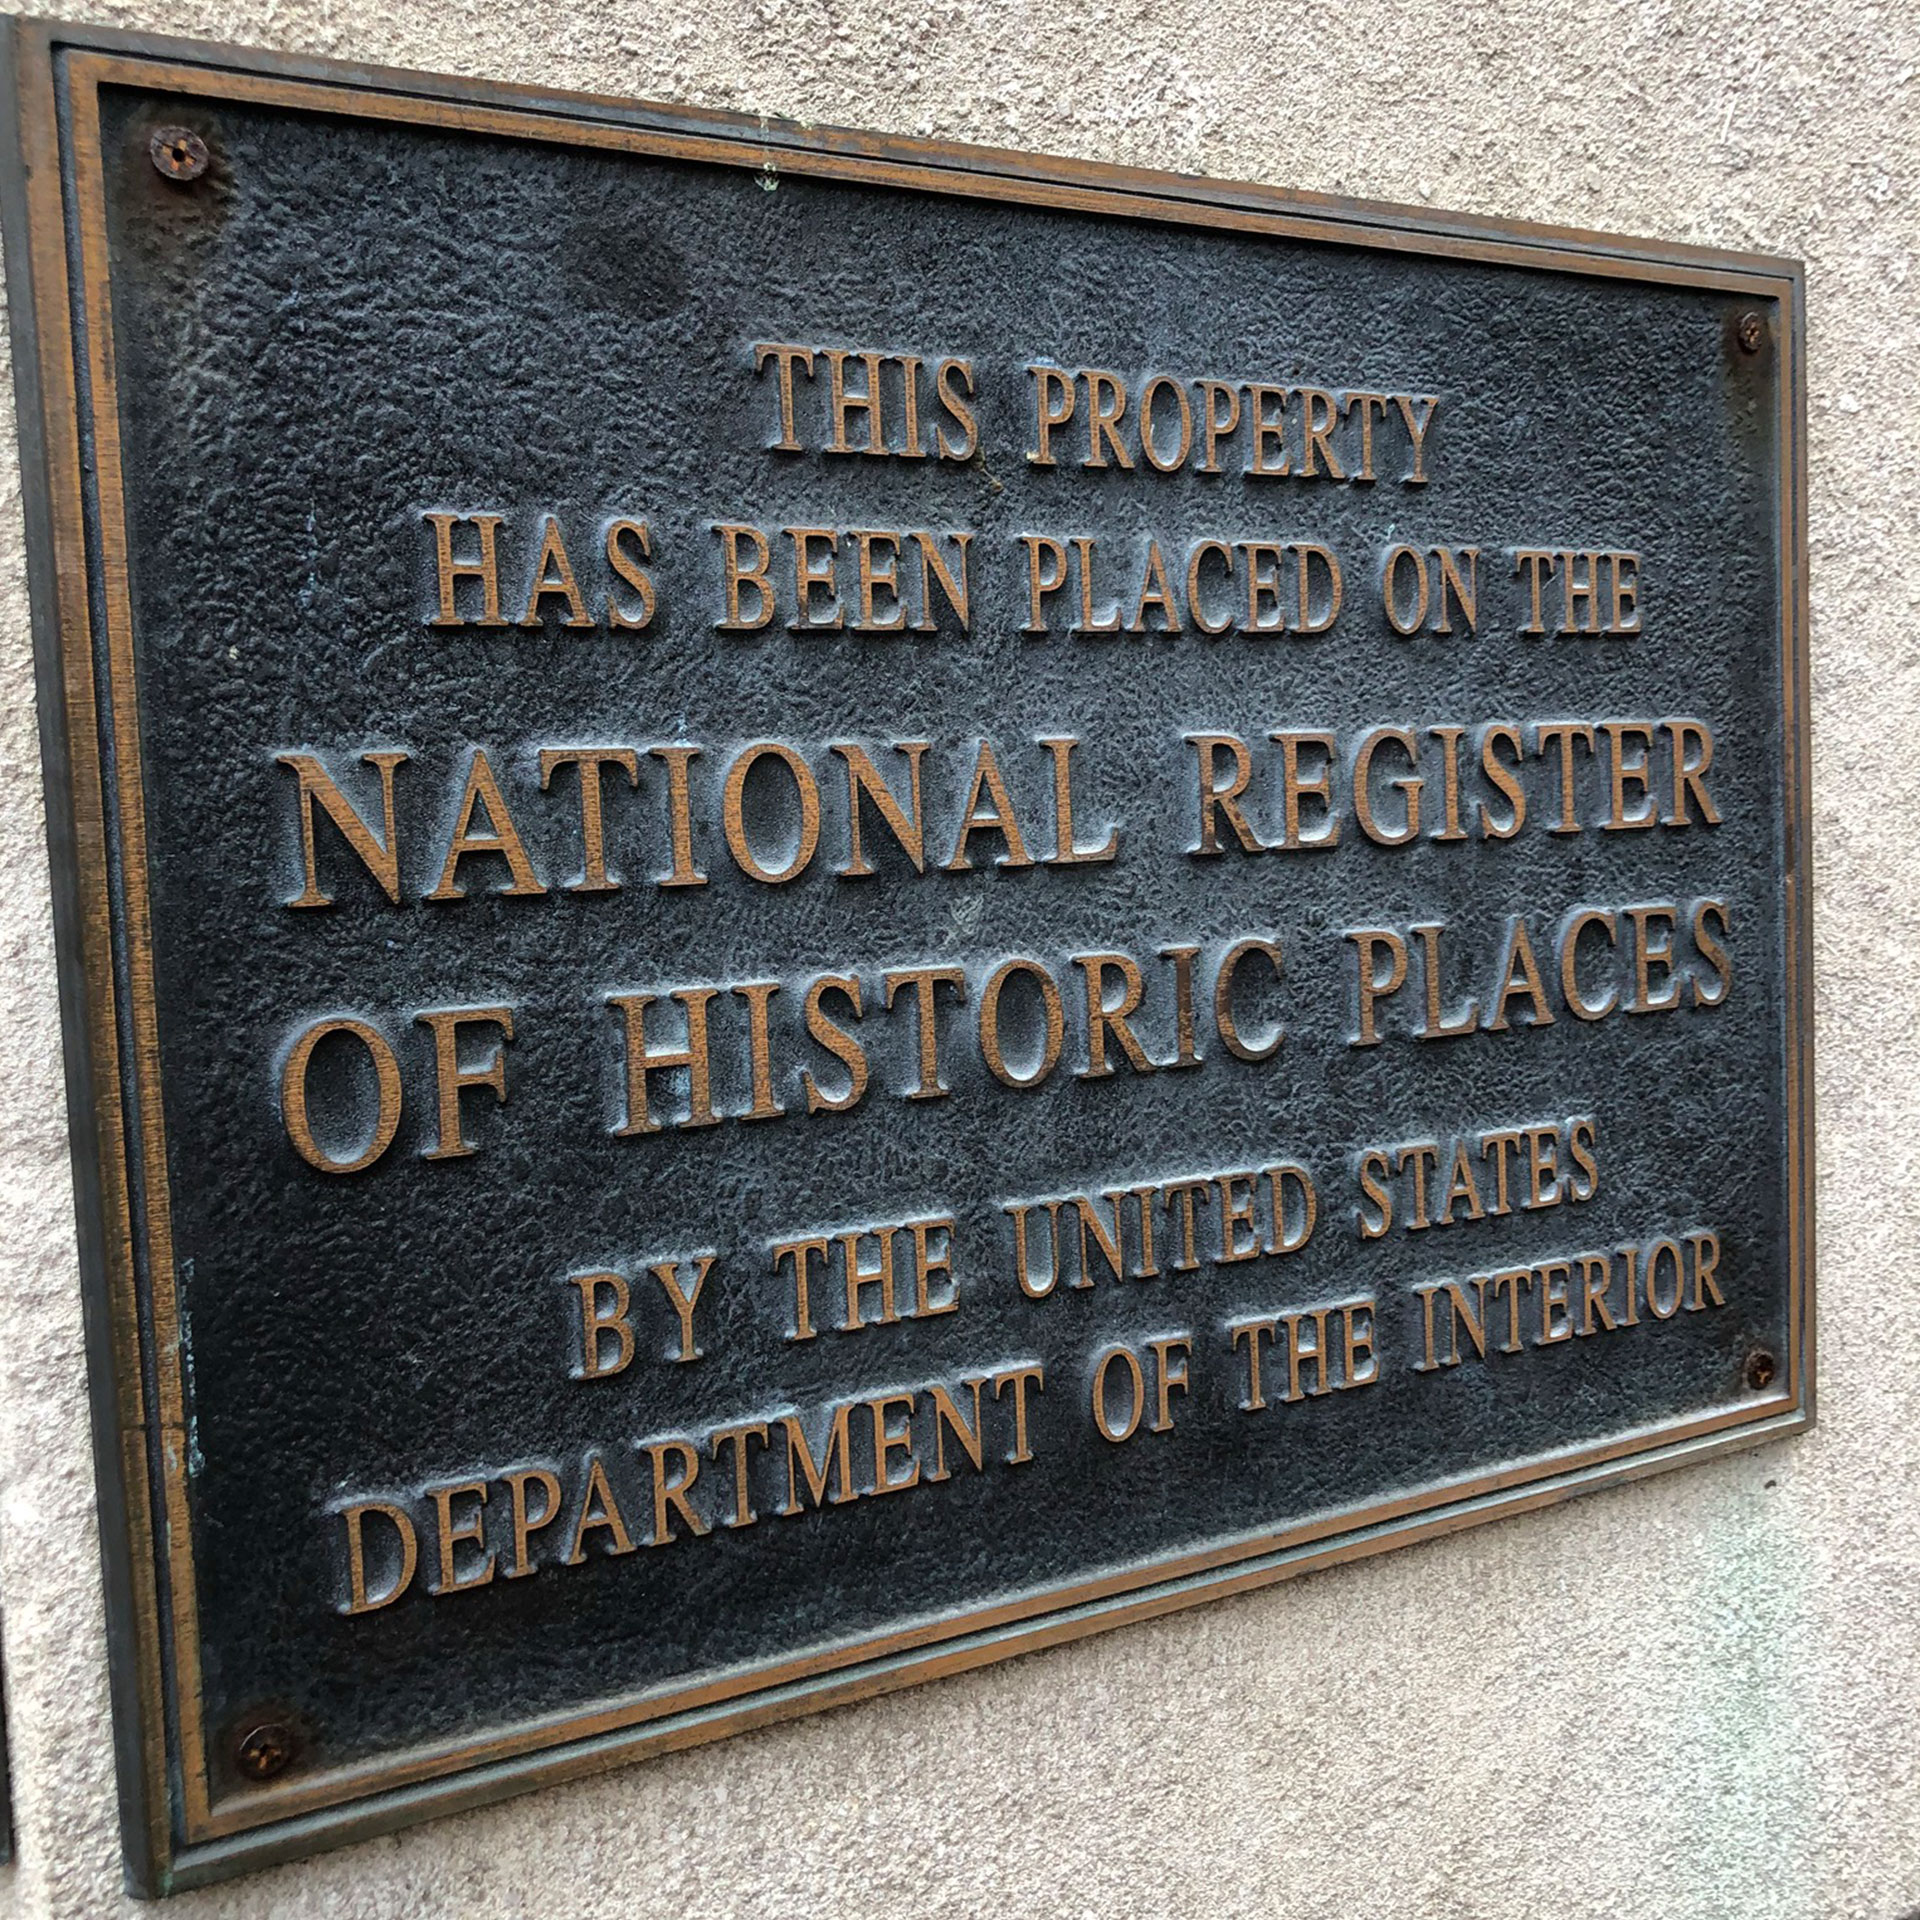 THIS PROPERTY
HAS BEEN PLACED ON THE
NATIONAL REGISTER
OF HISTORIC PLACES
BY THE UNITED STATES
DEPARTMENT OF THE INTERIOR